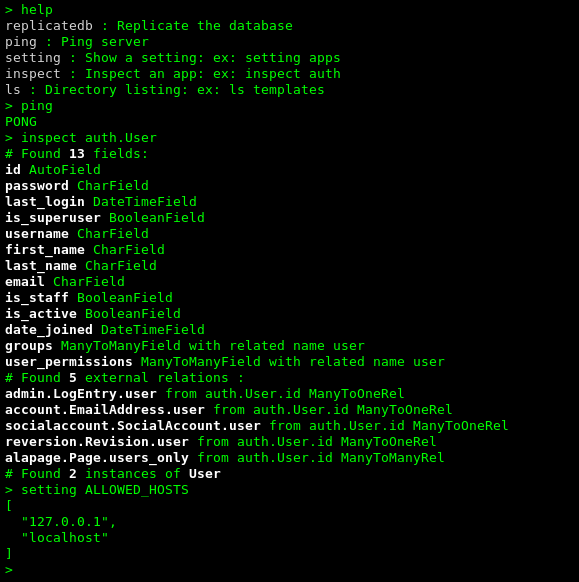 > help
replicatedb : Replicate the database
ping : Ping server
setting : Show a setting: ex: setting apps
inspect : Inspect an app: ex: inspect auth
ls : Directory listing: ex: ls templates
> ping
PONG
> inspect auth.User
# Found 13 fields:
id AutoField
password CharField
last_login DateTimeField
is_superuser BooleanField
username CharField
first_name CharField
last_name CharField
email CharField
is_staff BooleanField
is_active BooleanField
date_joined DateTimeField
groups ManyToManyField with related name user
user_permissions ManyToManyField with related name user
# Found 5 external relations :
admin.LogEntry.user from auth.User.id ManyToOneRel
account.EmailAddress.user from auth.User.id ManyToOneRel
socialaccount.SocialAccount.user from auth.User.id ManyToOneRel
reversion.Revision.user from auth.User.id ManyToOneRel
alapage.Page.users_only from auth.User.id ManyToManyRel
# Found 2 instances of User
> setting ALLOWED_HOSTS
[
  "127.0.0.1",
  "localhost"
]
>